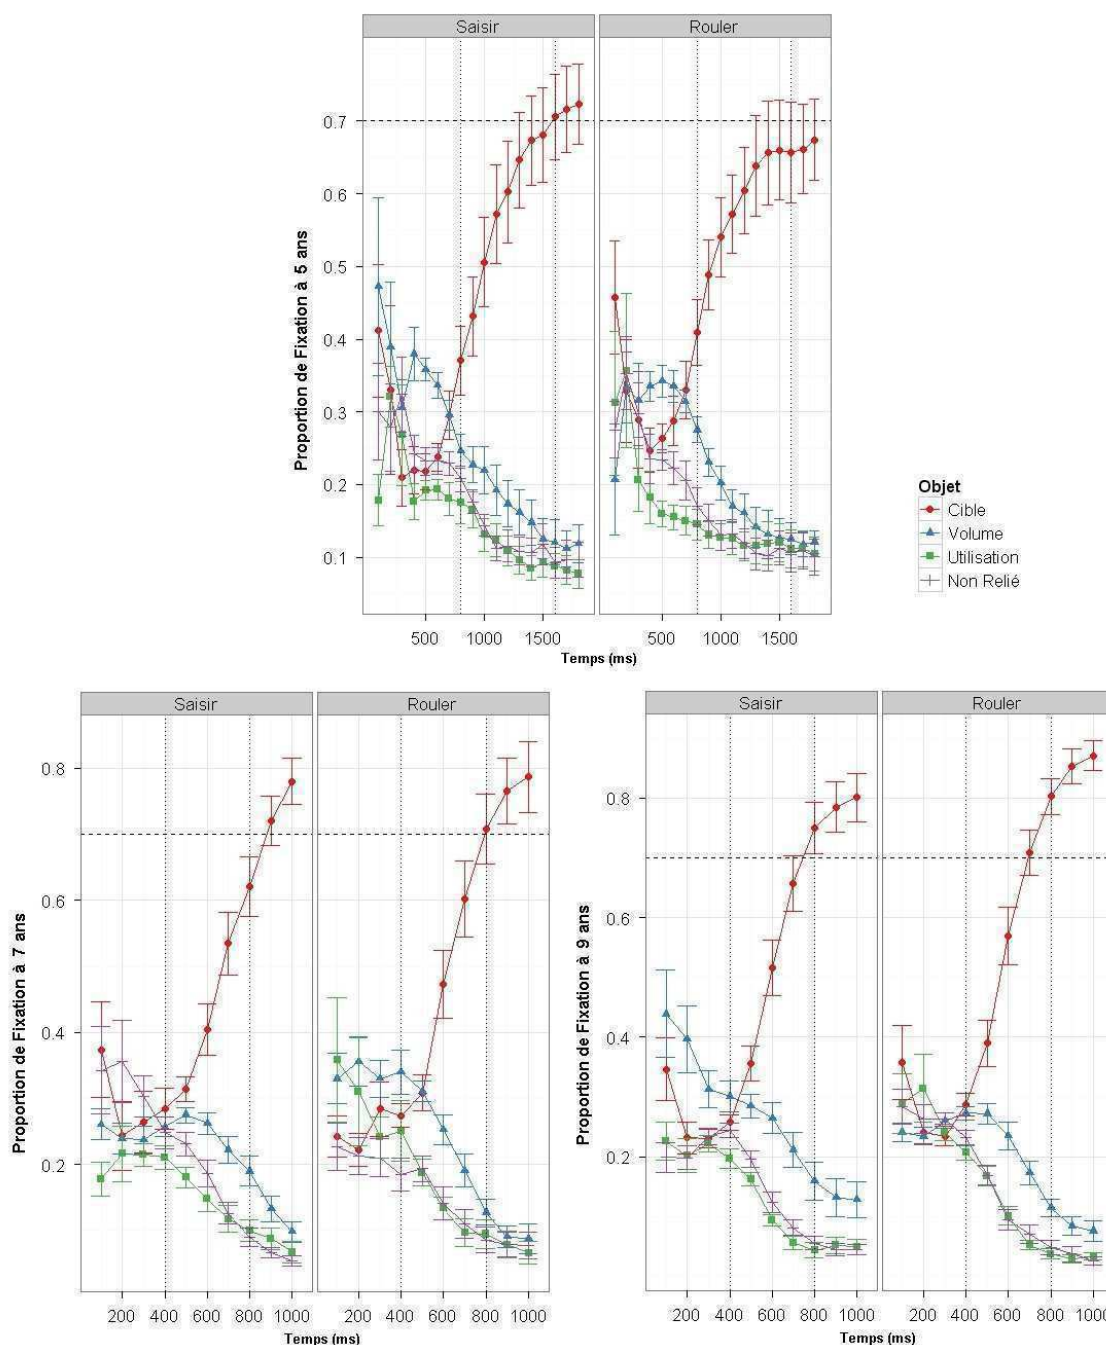 Saisir Rouler
0.7
0.6
0.5
0.4
0.3
0.2
0.1
Proportion de Fixation à 5 ans
500 1000 1500 500 1000 1500
Temps (ms)
Objet
Cible
Volume
Utilisation
Non Relié
Saisir Rouler
0.8
0.6
0.4
0.2
Proportion de Fixation à 7 ans
200 400 600 800 1000 200 400 600 800 1000
Temps (ms)
Saisir Rouler
0.8
0.6
0.4
0.2
Proportion de Fixation à 9 ans
200 400 600 800 1000 200 400 600 800 1000
Temps (ms)